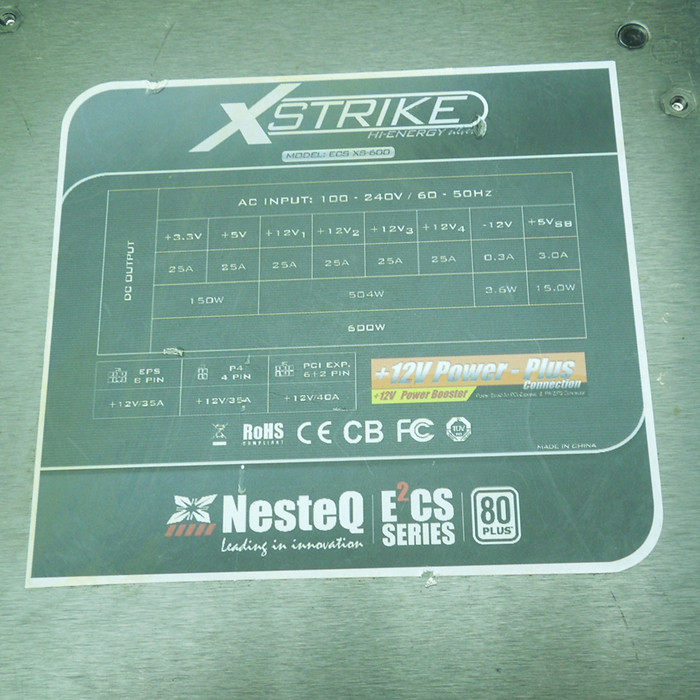 XSTRIKE
HI-ENERGY silver
MODEL: ECS XS-600
AC INPUT: 100 - 240V / 60 - 50Hz
DC OUTPUT
+3.3V +5V +12V1 +12V2 +12V3 +12V4 -12V +5VSB
25A 25A 25A 25A 25A 25A 0.3A 3.0A
150W 504W 3.6W 15.0W
600W
EPS 8 PIN
P4 4 PIN
PCI EXP. 6+2 PIN
+12V/35A +12V/35A +12V/40A
+12V Power - Plus
Connection
+12V Power Booster
RoHS
COMPLIANT
CE CB FC TÜV
MADE IN CHINA
NesteQ
Leading in innovation
E2CS
SERIES
80
PLUS